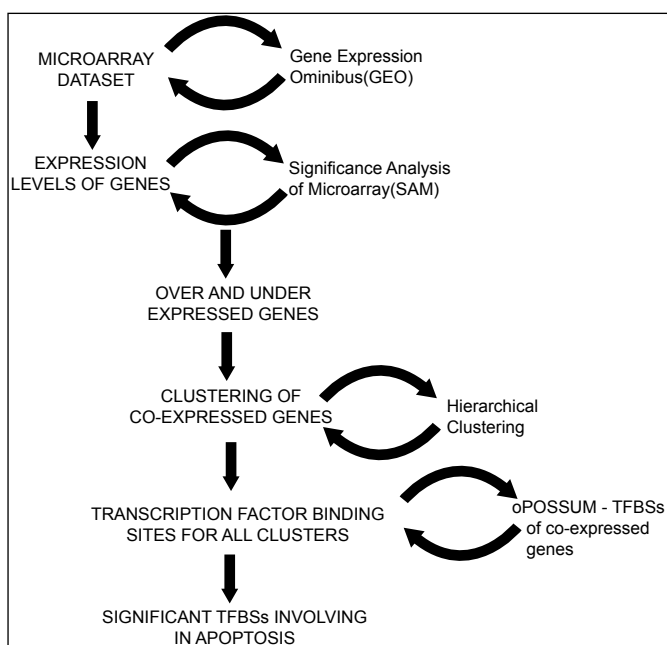 MICROARRAY
DATASET
Gene Expression
Ominibus(GEO)
EXPRESSION
LEVELS OF GENES
Significance Analysis
of Microarray(SAM)
OVER AND UNDER
EXPRESSED GENES
CLUSTERING OF
CO-EXPRESSED GENES
Hierarchical
Clustering
TRANSCRIPTION FACTOR BINDING
SITES FOR ALL CLUSTERS
oPOSSUM - TFBSs
of co-expressed
genes
SIGNIFICANT TFBSs INVOLVING
IN APOPTOSIS